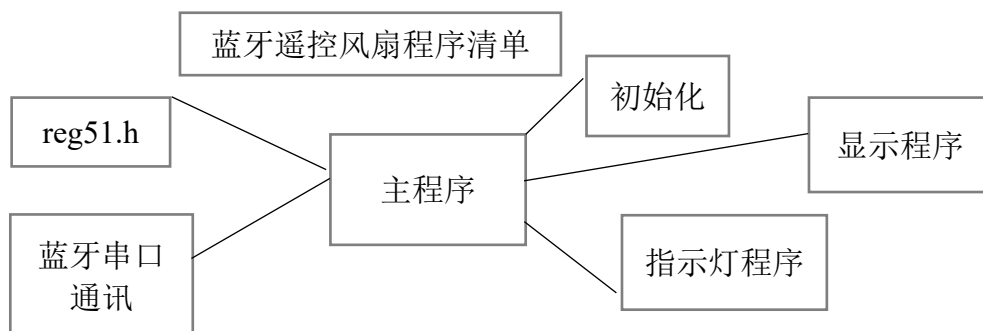 蓝牙遥控风扇程序清单
初始化
reg51.h
显示程序
主程序
蓝牙串口
通讯
指示灯程序